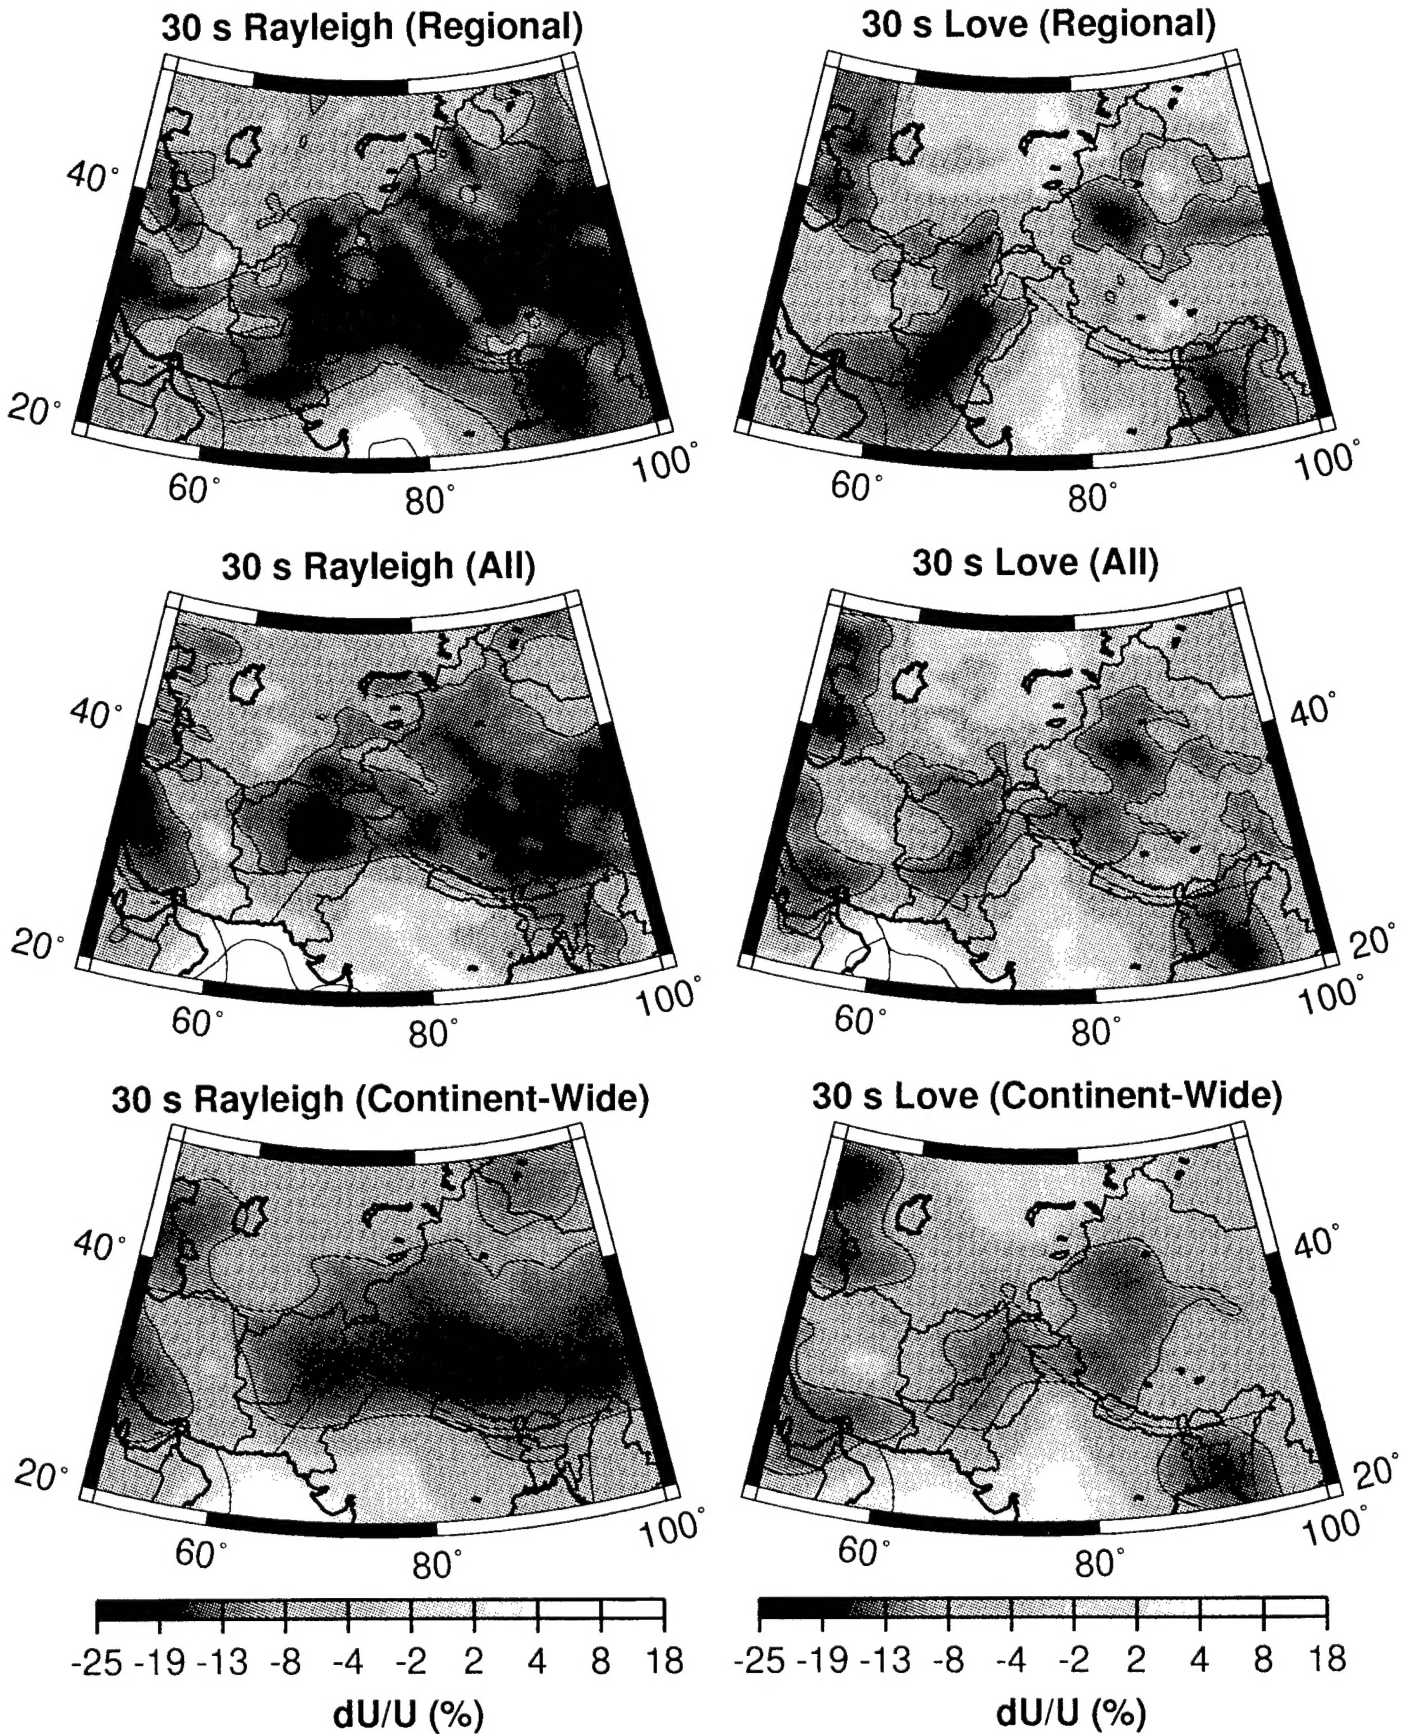 30 s Rayleigh (Regional)
30 s Love (Regional)
40°
20°
60°
80°
100°
60°
80°
100°
30 s Rayleigh (All)
30 s Love (All)
40°
20°
60°
80°
100°
40°
20°
60°
80°
100°
30 s Rayleigh (Continent-Wide)
30 s Love (Continent-Wide)
40°
20°
60°
80°
100°
40°
20°
60°
80°
100°
-25 -19 -13 -8 -4 -2 2 4 8 18
dU/U (%)
-25 -19 -13 -8 -4 -2 2 4 8 18
dU/U (%)